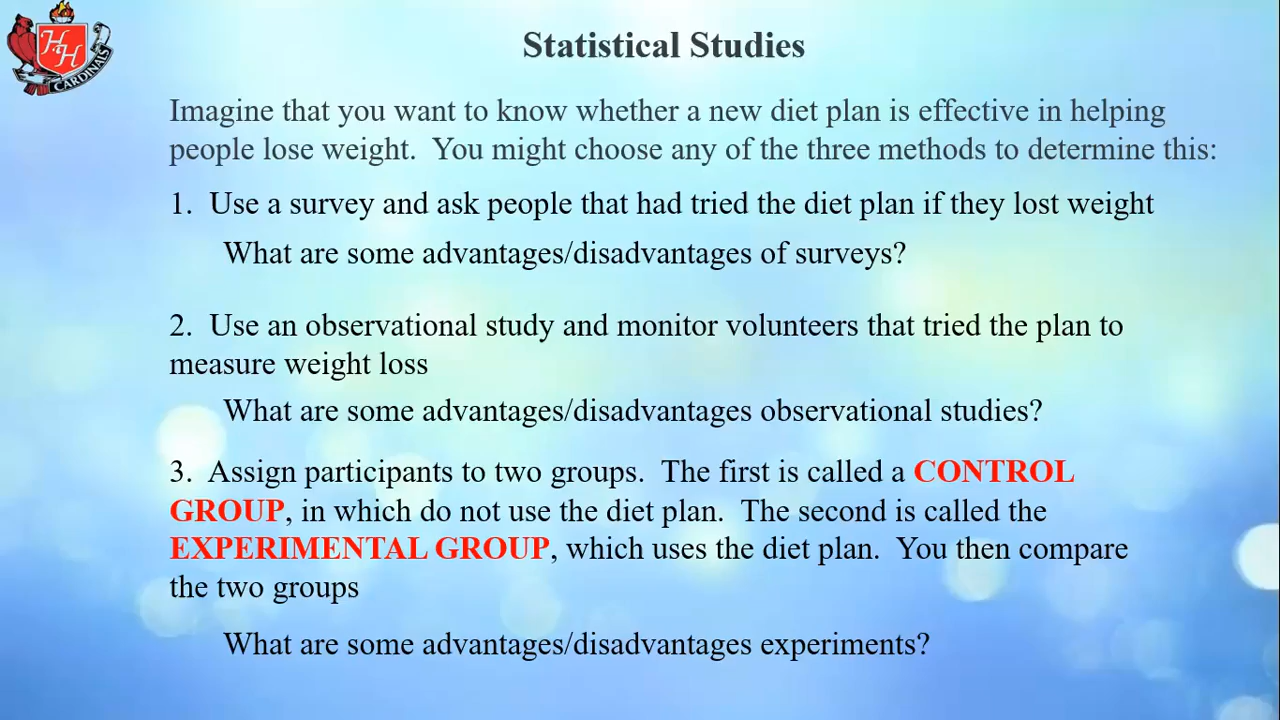 H
H
CARDINALS
Statistical Studies
Imagine that you want to know whether a new diet plan is effective in helping
people lose weight.  You might choose any of the three methods to determine this:
1.  Use a survey and ask people that had tried the diet plan if they lost weight
What are some advantages/disadvantages of surveys?
2.  Use an observational study and monitor volunteers that tried the plan to
measure weight loss
What are some advantages/disadvantages observational studies?
3.  Assign participants to two groups.  The first is called a CONTROL
GROUP, in which do not use the diet plan.  The second is called the
EXPERIMENTAL GROUP, which uses the diet plan.  You then compare
the two groups
What are some advantages/disadvantages experiments?